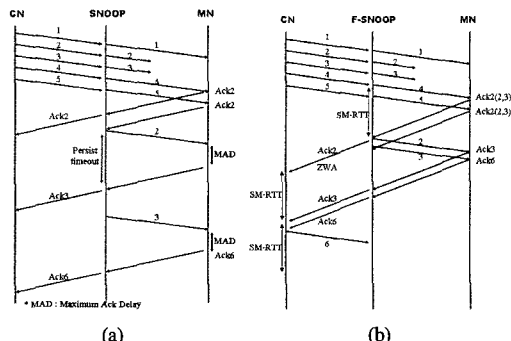 CN SNOOP MN
1
2 1
3 2
4 3
5 4
5
Ack2
Ack2
Ack2
2
Persist
timeout
MAD
Ack3
3
MAD
Ack6
Ack6
* MAD : Maximum Ack Delay
(a)
CN F-SNOOP MN
1
2 1
3 2
4 3
5 4
5
Ack2(2,3)
Ack2(2,3)
SM-RTT
Ack2
ZWA
2
3
Ack3
Ack6
SM-RTT
Ack3
Ack6
SM-RTT
6
(b)